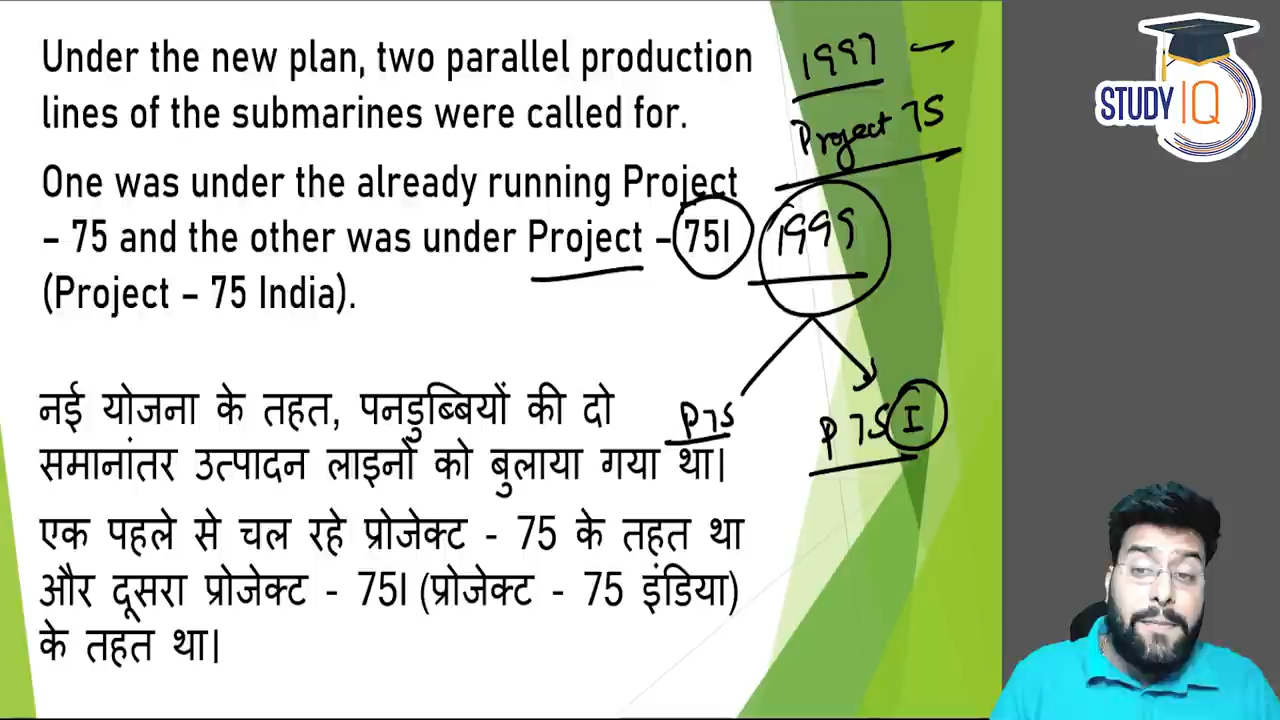 Under the new plan, two parallel production
lines of the submarines were called for.
One was under the already running Project
– 75 and the other was under Project – 75I
(Project – 75 India).
नई योजना के तहत, पनडुब्बियों की दो
समानांतर उत्पादन लाइनों को बुलाया गया था।
एक पहले से चल रहे प्रोजेक्ट - 75 के तहत था
और दूसरा प्रोजेक्ट - 75I (प्रोजेक्ट - 75 इंडिया)
के तहत था।
1997
Project 75
1999
P75
P 75 I
STUDY IQ